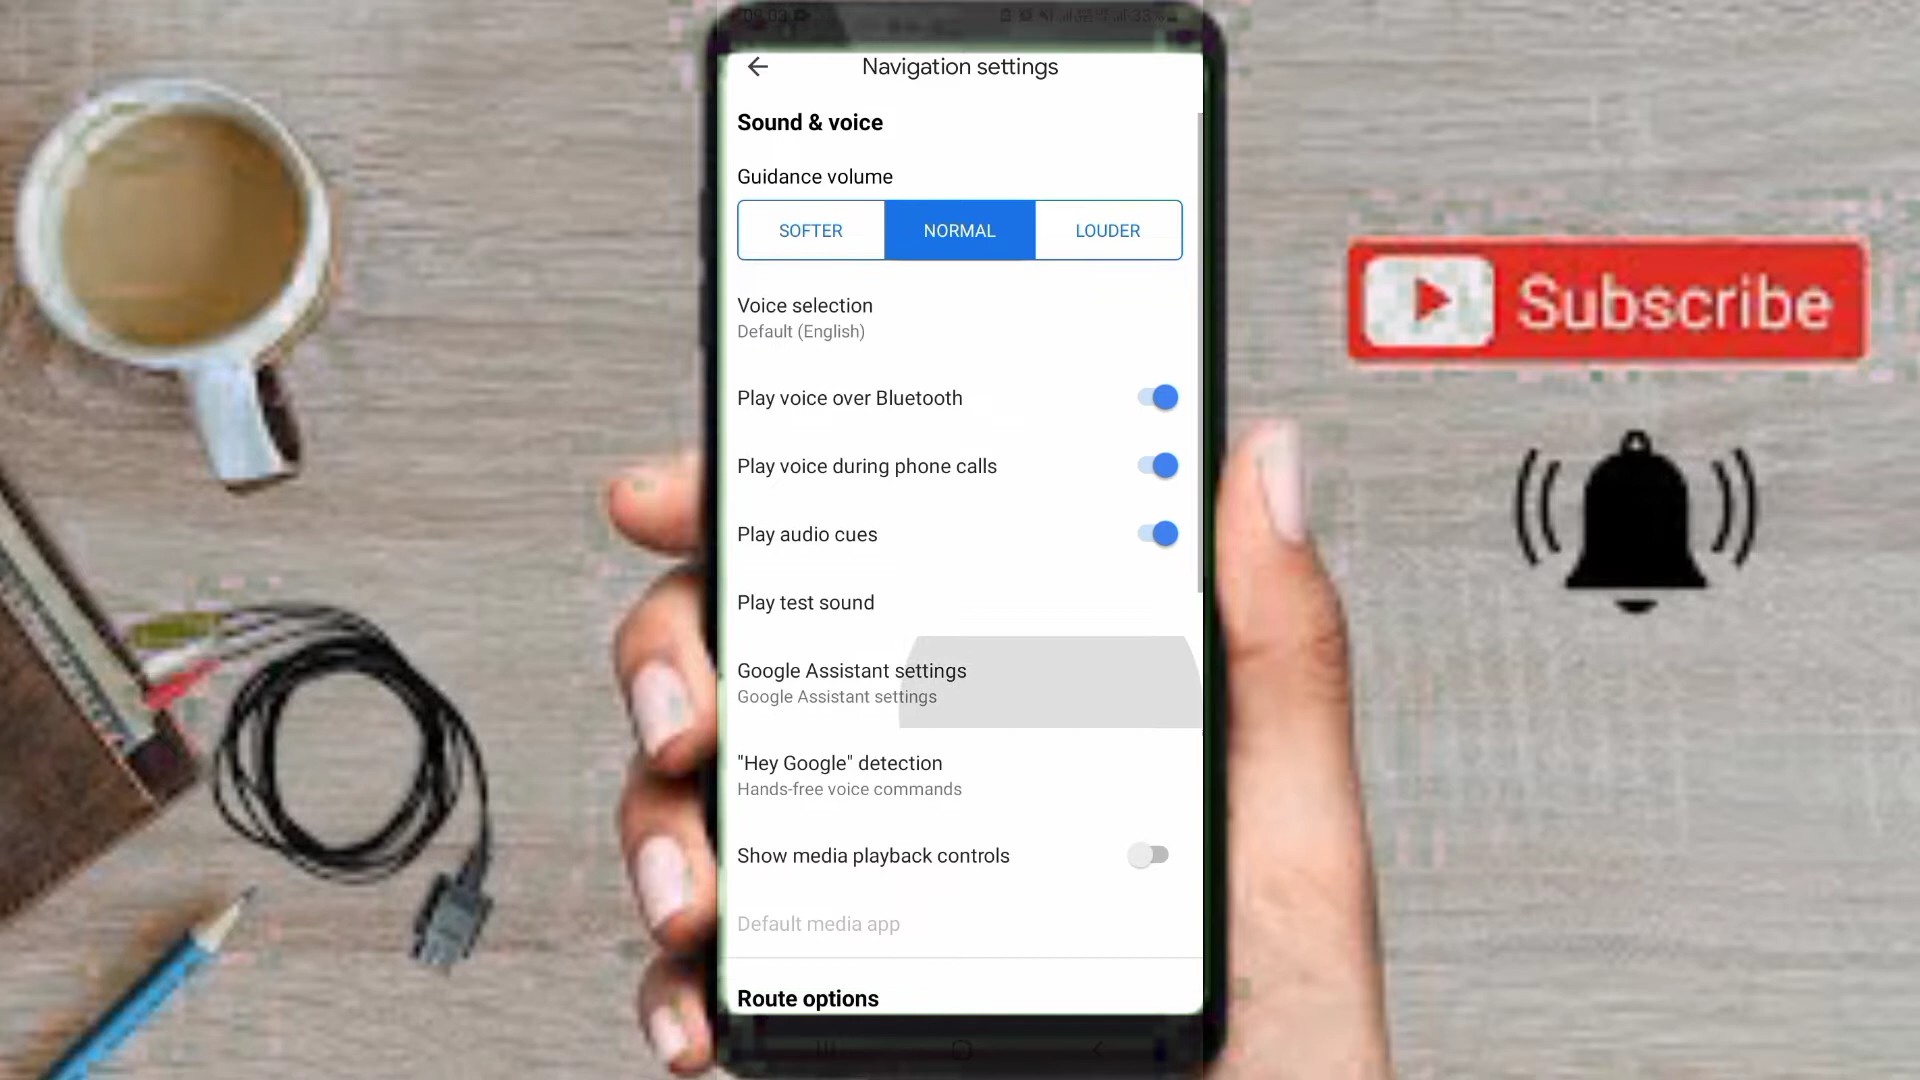 Navigation settings
Sound & voice
Guidance volume
SOFTER NORMAL LOUDER
Voice selection
Default (English)
Play voice over Bluetooth
Play voice during phone calls
Play audio cues
Play test sound
Google Assistant settings
Google Assistant settings
"Hey Google" detection
Hands-free voice commands
Show media playback controls
Default media app
Route options
Subscribe